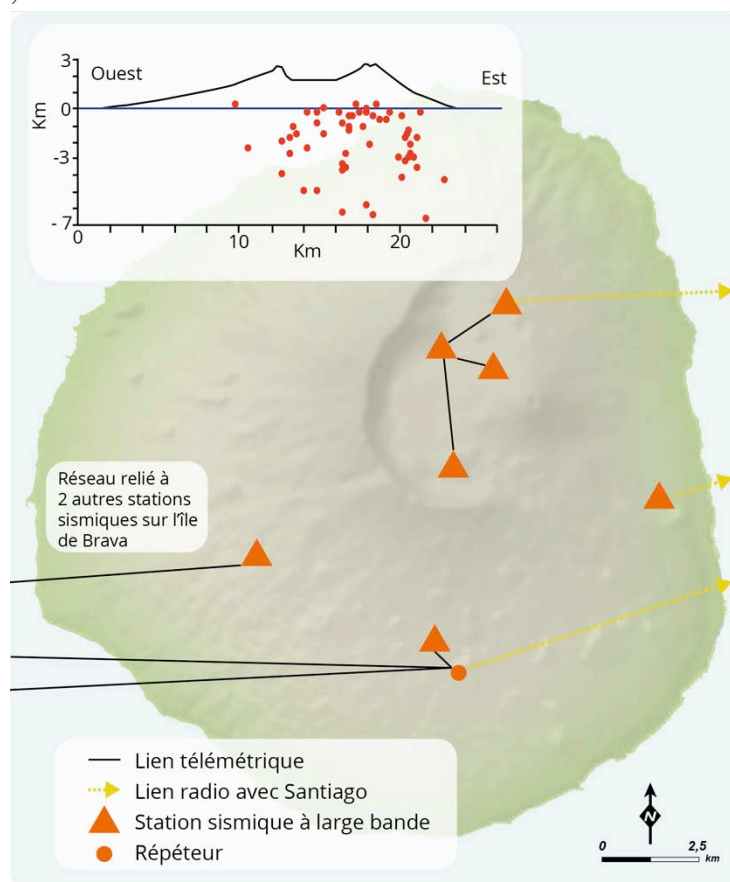 3
Ouest
Est
Km
0
-3
-7
0
10
20
Km
Réseau relié à
2 autres stations
sismiques sur l'île
de Brava
Lien télémétrique
Lien radio avec Santiago
Station sismique à large bande
Répéteur
N
0 2,5
km